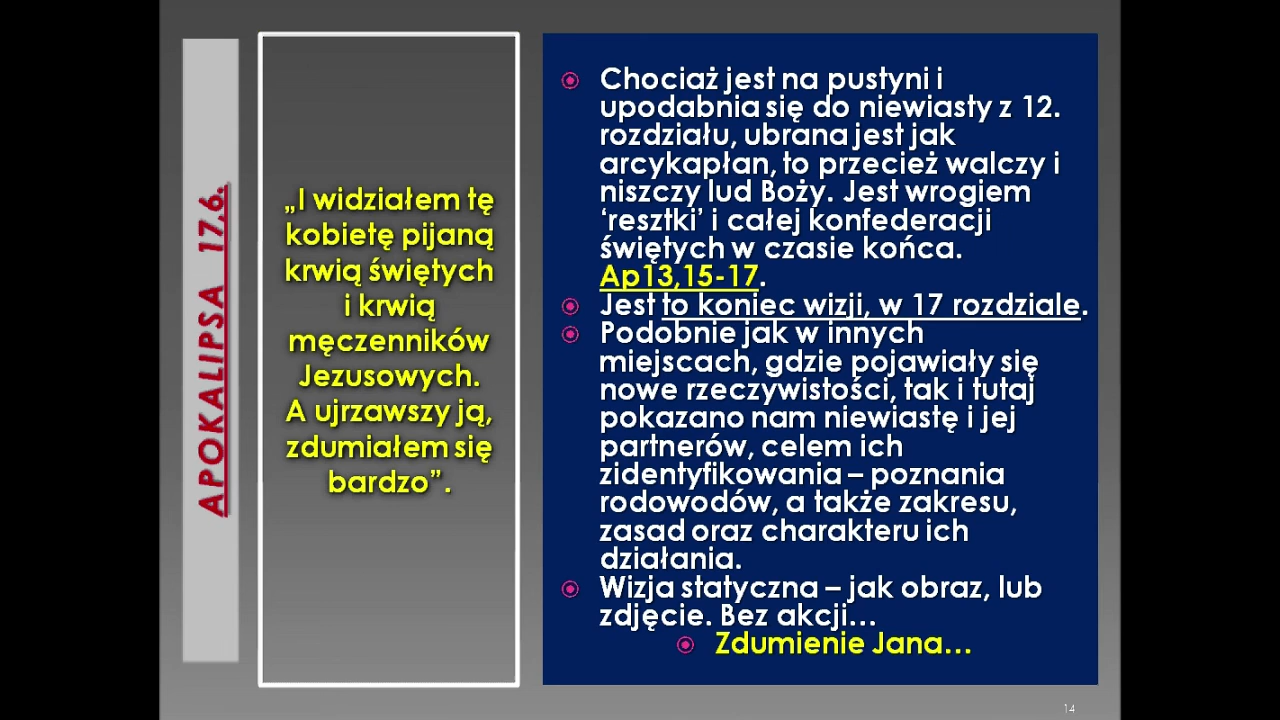 APOKALIPSA 17,6.
„I widziałem tę
kobietę pijaną
krwią świętych
i krwią
męczenników
Jezusowych.
A ujrzawszy ją,
zdumiałem się
bardzo”.
Chociaż jest na pustyni i
upodabnia się do niewiasty z 12.
rozdziału, ubrana jest jak
arcykapłan, to przecież walczy i
niszczy lud Boży. Jest wrogiem
‘resztki’ i całej konfederacji
świętych w czasie końca.
Ap13,15-17.
Jest to koniec wizji, w 17 rozdziale.
Podobnie jak w innych
miejscach, gdzie pojawiały się
nowe rzeczywistości, tak i tutaj
pokazano nam niewiastę i jej
partnerów, celem ich
zidentyfikowania – poznania
rodowodów, a także zakresu,
zasad oraz charakteru ich
działania.
Wizja statyczna – jak obraz, lub
zdjęcie. Bez akcji...
Zdumienie Jana...
14